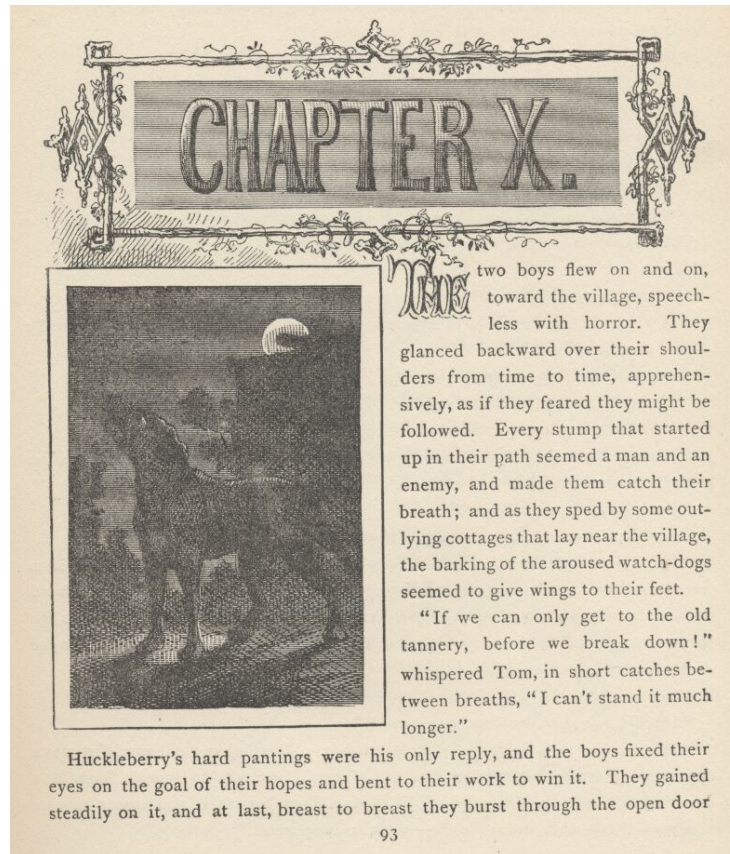 CHAPTER X.
THE two boys flew on and on,
toward the village, speech-
less with horror. They
glanced backward over their shoul-
ders from time to time, apprehen-
sively, as if they feared they might be
followed. Every stump that started
up in their path seemed a man and an
enemy, and made them catch their
breath; and as they sped by some out-
lying cottages that lay near the village,
the barking of the aroused watch-dogs
seemed to give wings to their feet.
"If we can only get to the old
tannery, before we break down!"
whispered Tom, in short catches be-
tween breaths, "I can't stand it much
longer."
Huckleberry's hard pantings were his only reply, and the boys fixed their
eyes on the goal of their hopes and bent to their work to win it. They gained
steadily on it, and at last, breast to breast they burst through the open door
93